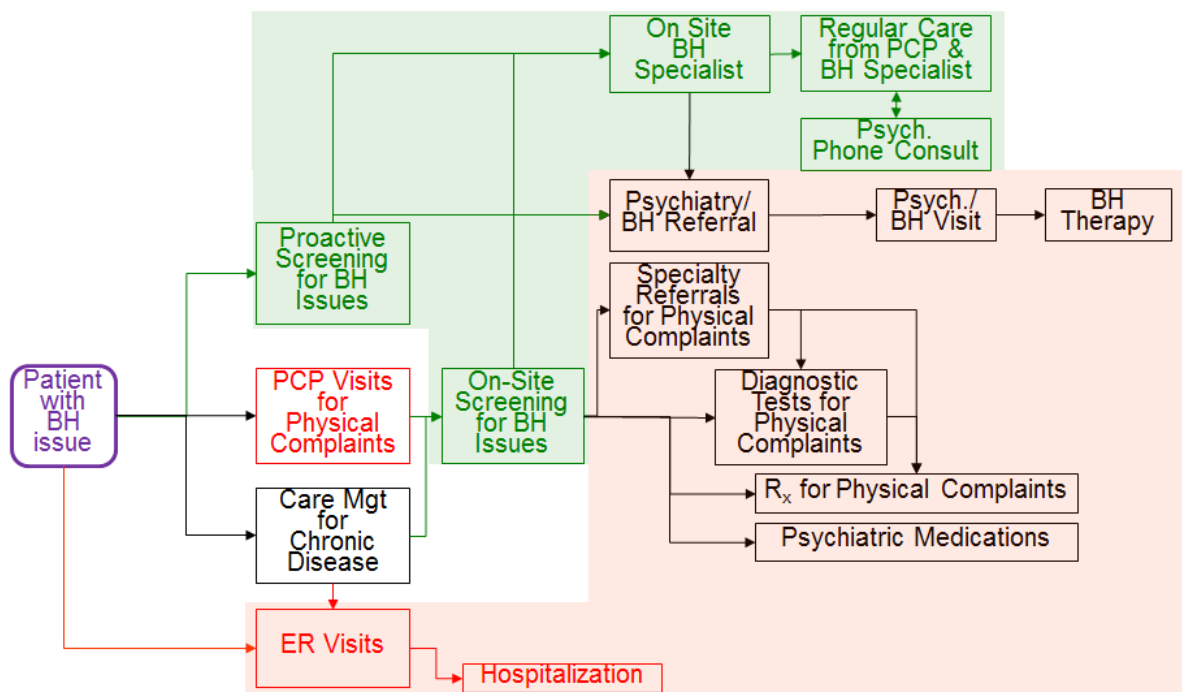 On Site
BH
Specialist
Regular Care
from PCP &
BH Specialist
Psych.
Phone Consult
Psychiatry/
BH Referral
Psych./
BH Visit
BH
Therapy
Proactive
Screening
for BH
Issues
Specialty
Referrals
for Physical
Complaints
Patient
with BH
issue
PCP Visits
for
Physical
Complaints
On-Site
Screening
for BH
Issues
Diagnostic
Tests for
Physical
Complaints
Rx for Physical Complaints
Care Mgt
for
Chronic
Disease
Psychiatric Medications
ER Visits
Hospitalization